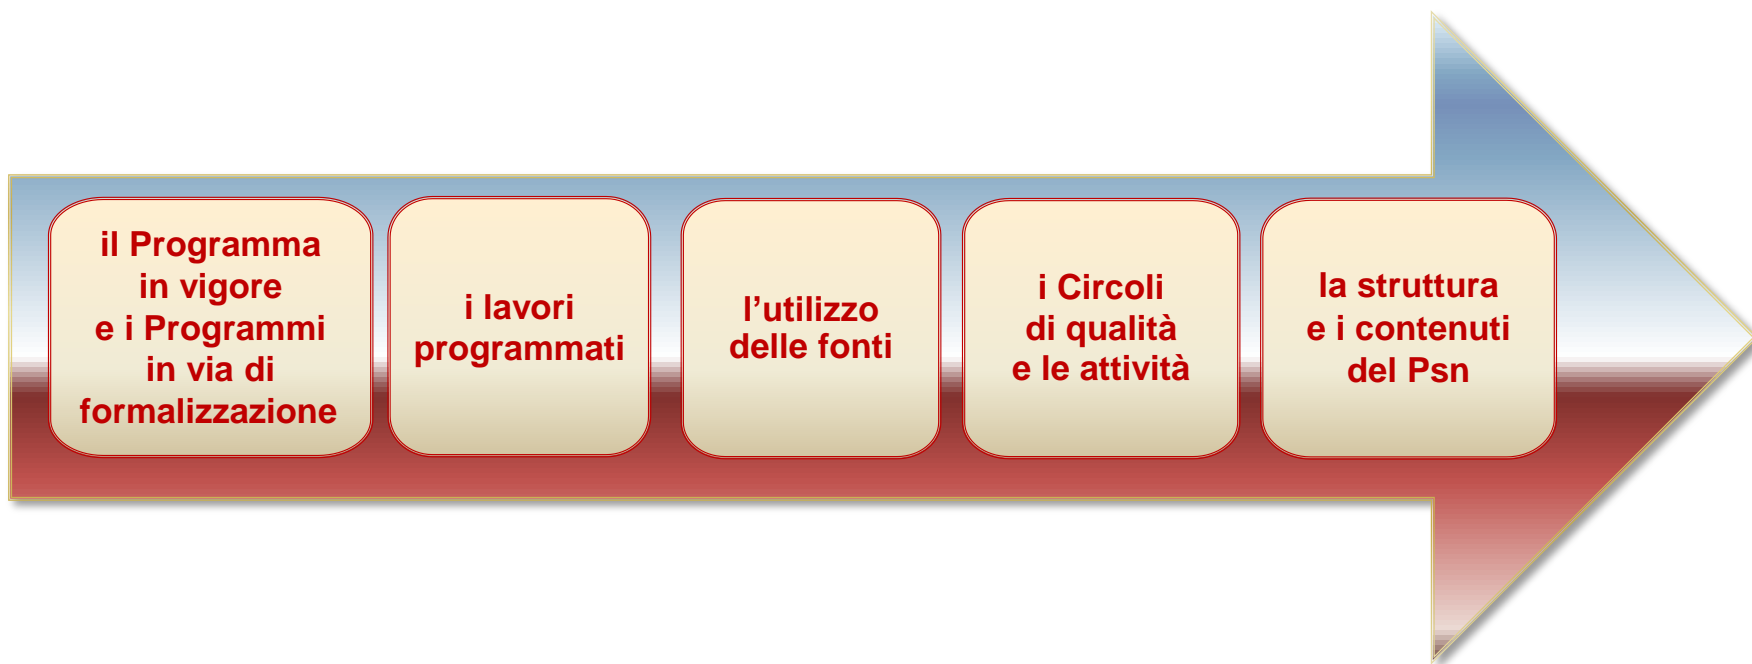 il Programma
in vigore
e i Programmi
in via di
formalizzazione
i lavori
programmati
l’utilizzo
delle fonti
i Circoli
di qualità
e le attività
la struttura
e i contenuti
del Psn